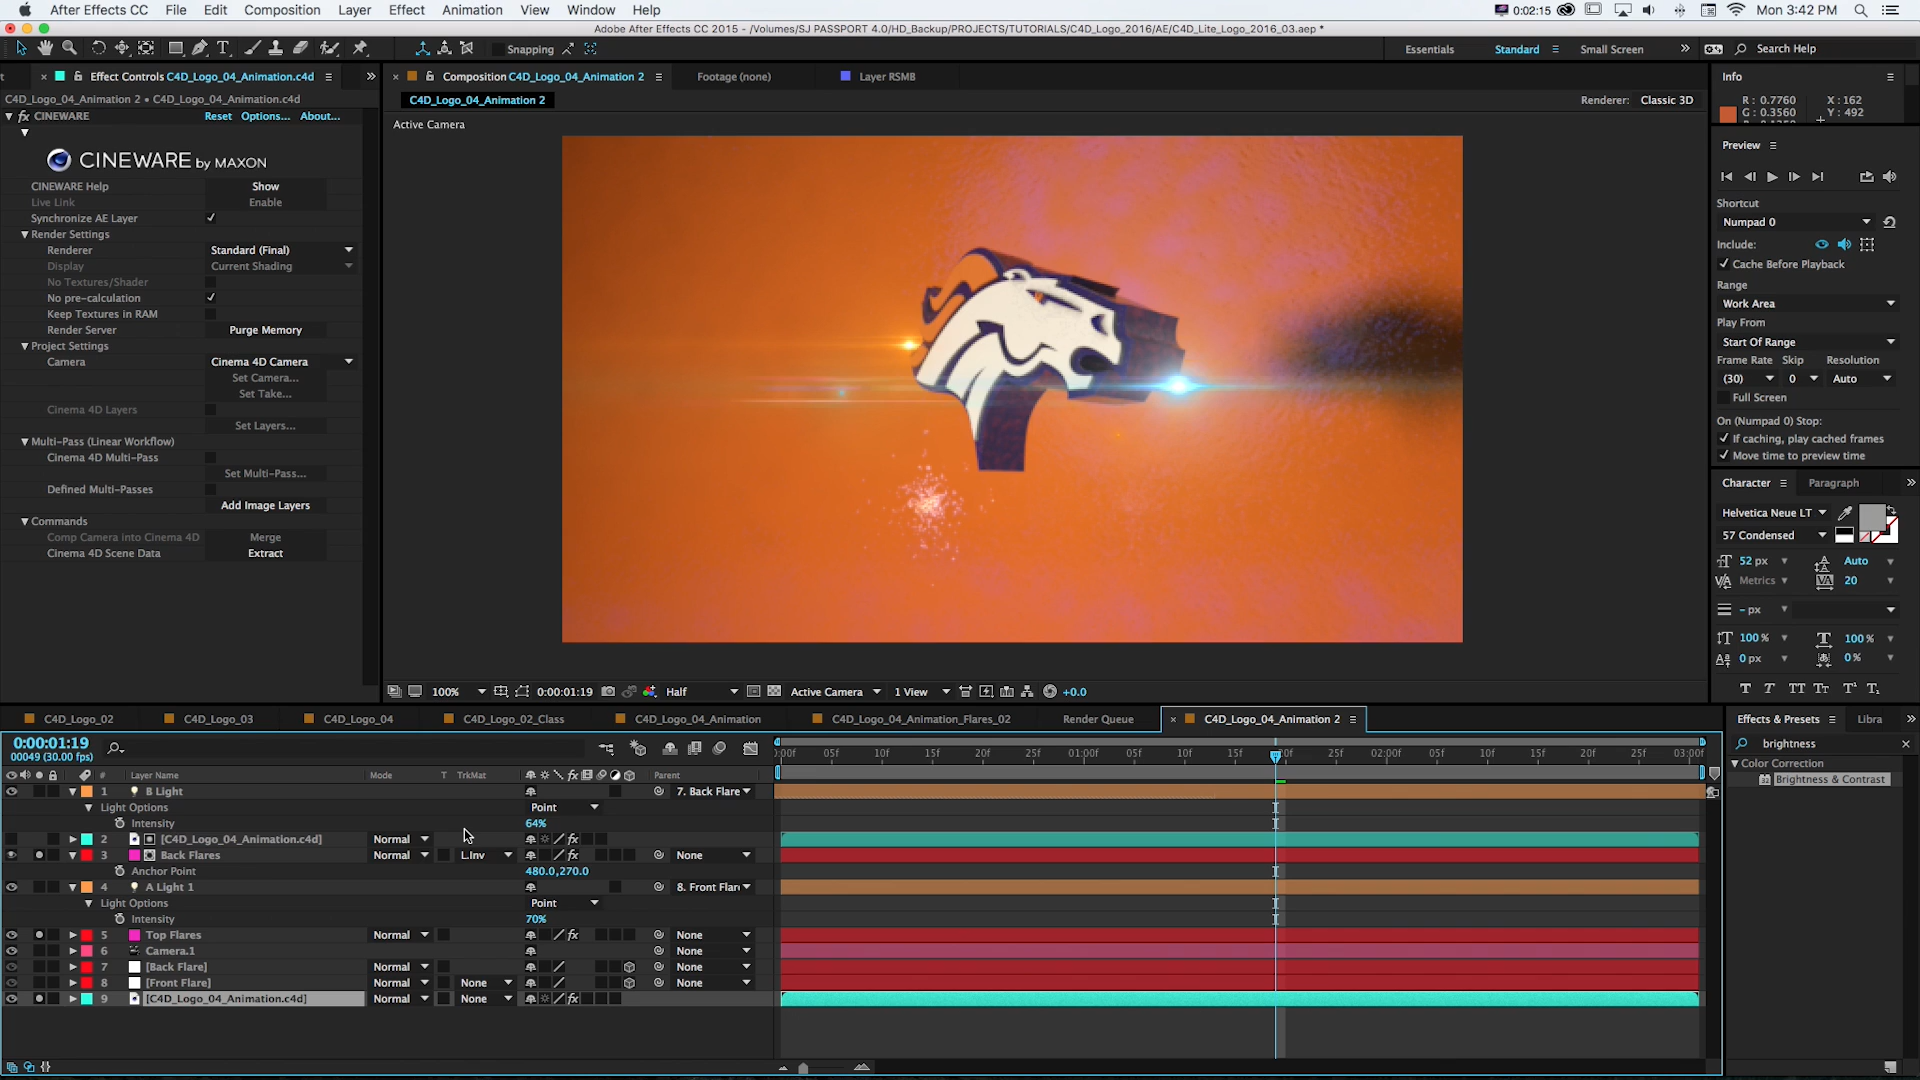 After Effects CC File Edit Composition Layer Effect Animation View Window Help 0:02:15 Mon 3:42 PM
Adobe After Effects CC 2015 - /Volumes/SJ PASSPORT 4.0/HD_Backup/PROJECTS/TUTORIALS/C4D_Logo_2016/AE/C4D_Lite_Logo_2016_03.aep *
Snapping Essentials Standard Small Screen Search Help
Effect Controls C4D_Logo_04_Animation.c4d
C4D_Logo_04_Animation 2 • C4D_Logo_04_Animation.c4d
fx CINEWARE Reset Options... About...
CINEWARE by MAXON
CINEWARE Help Show
Live Link Enable
Synchronize AE Layer
Render Settings
Renderer Standard (Final)
Display Current Shading
No Textures/Shader
No pre-calculation
Keep Textures in RAM
Render Server Purge Memory
Project Settings
Camera Cinema 4D Camera
Set Camera...
Set Take...
Cinema 4D Layers
Set Layers...
Multi-Pass (Linear Workflow)
Cinema 4D Multi-Pass
Set Multi-Pass...
Defined Multi-Passes
Add Image Layers
Commands
Comp Camera into Cinema 4D Merge
Cinema 4D Scene Data Extract
Composition C4D_Logo_04_Animation 2 Footage (none) Layer RSMB
C4D_Logo_04_Animation 2 Renderer: Classic 3D
Active Camera
100% 0:00:01:19 Half Active Camera 1 View +0.0
Info
R: 0.7760 X: 162
G: 0.3560 Y: 492
Preview
Shortcut
Numpad 0
Include:
Cache Before Playback
Range
Work Area
Play From
Start Of Range
Frame Rate Skip Resolution
(30) 0 Auto
Full Screen
On (Numpad 0) Stop:
If caching, play cached frames
Move time to preview time
Character Paragraph
Helvetica Neue LT
57 Condensed
52 px Auto
Metrics 20
- px
100% 100%
0 px 0%
C4D_Logo_02 C4D_Logo_03 C4D_Logo_04 C4D_Logo_02_Class C4D_Logo_04_Animation C4D_Logo_04_Animation_Flares_02 Render Queue C4D_Logo_04_Animation 2
0:00:01:19
00049 (30.00 fps)
:00f 05f 10f 15f 20f 25f 01:00f 05f 10f 15f 20f 25f 02:00f 05f 10f 15f 20f 25f 03:00f
# Layer Name Mode T TrkMat Parent
1 B Light 7. Back Flare
Light Options Point
Intensity 64%
2 [C4D_Logo_04_Animation.c4d] Normal
3 Back Flares Normal L.Inv None
Anchor Point 480.0,270.0
4 A Light 1 8. Front Flar
Light Options Point
Intensity 70%
5 Top Flares Normal None
6 Camera.1 None
7 [Back Flare] Normal None
8 [Front Flare] Normal None None
9 [C4D_Logo_04_Animation.c4d] Normal None
Effects & Presets Libra
brightness
Color Correction
Brightness & Contrast